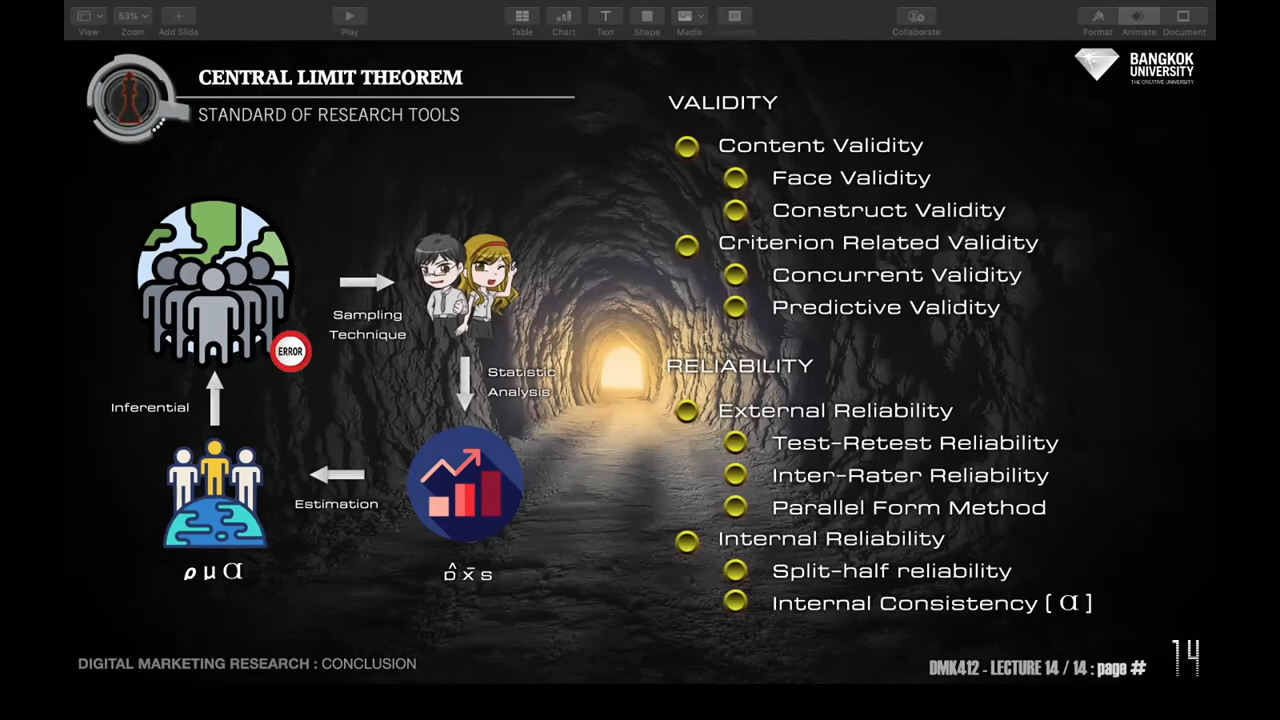 View
53%
Zoom
Add Slide
Play
Table
Chart
Text
Shape
Media
Comment
Collaborate
Format
Animate
Document
CENTRAL LIMIT THEOREM
STANDARD OF RESEARCH TOOLS
BANGKOK
UNIVERSITY
THE CREATIVE UNIVERSITY
ERROR
Sampling
Technique
Statistic
Analysis
Inferential
Estimation
ρ μ α
p̂ x̄ s
VALIDITY
Content Validity
Face Validity
Construct Validity
Criterion Related Validity
Concurrent Validity
Predictive Validity
RELIABILITY
External Reliability
Test-Retest Reliability
Inter-Rater Reliability
Parallel Form Method
Internal Reliability
Split-half reliability
Internal Consistency [ α ]
DIGITAL MARKETING RESEARCH : CONCLUSION
DMK412 - LECTURE 14 / 14 : page #
14